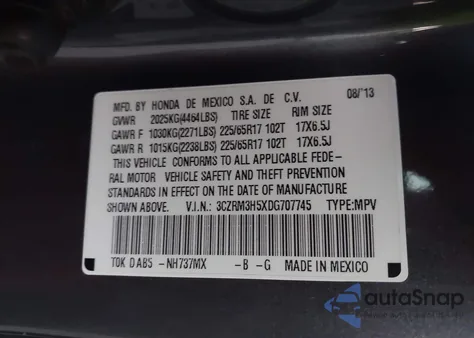 MFD. BY HONDA DE MEXICO S.A. DE C.V. 08/'13
GVWR 2025KG(4464LBS) TIRE SIZE RIM SIZE
GAWR F 1030KG(2271LBS) 225/65R17 102T 17X6.5J
GAWR R 1015KG(2238LBS) 225/65R17 102T 17X6.5J
THIS VEHICLE CONFORMS TO ALL APPLICABLE FEDE-
RAL MOTOR VEHICLE SAFETY AND THEFT PREVENTION
STANDARDS IN EFFECT ON THE DATE OF MANUFACTURE
SHOWN ABOVE. V.I.N.: 3CZRM3H5XDG707745 TYPE:MPV
T0K D AB5 -NH737MX -B -G MADE IN MEXICO
autaSnap